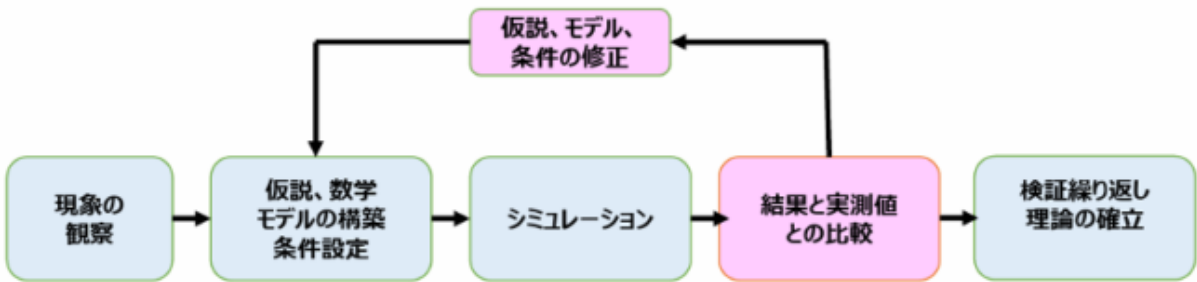 仮説、モデル、
条件の修正
現象の
観察
仮説、数学
モデルの構築
条件設定
シミュレーション
結果と実測値
との比較
検証繰り返し
理論の確立